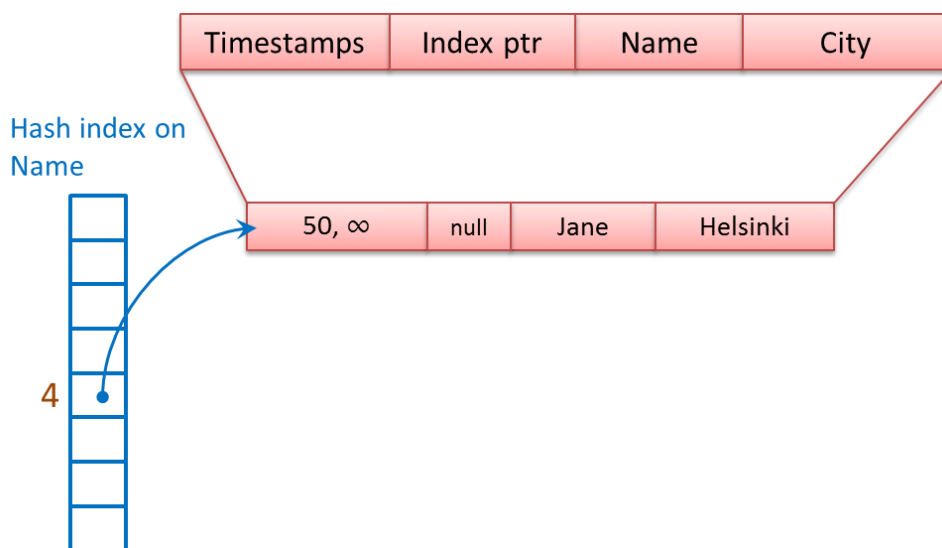 Timestamps Index ptr Name City
Hash index on
Name
50, ∞ null Jane Helsinki
4